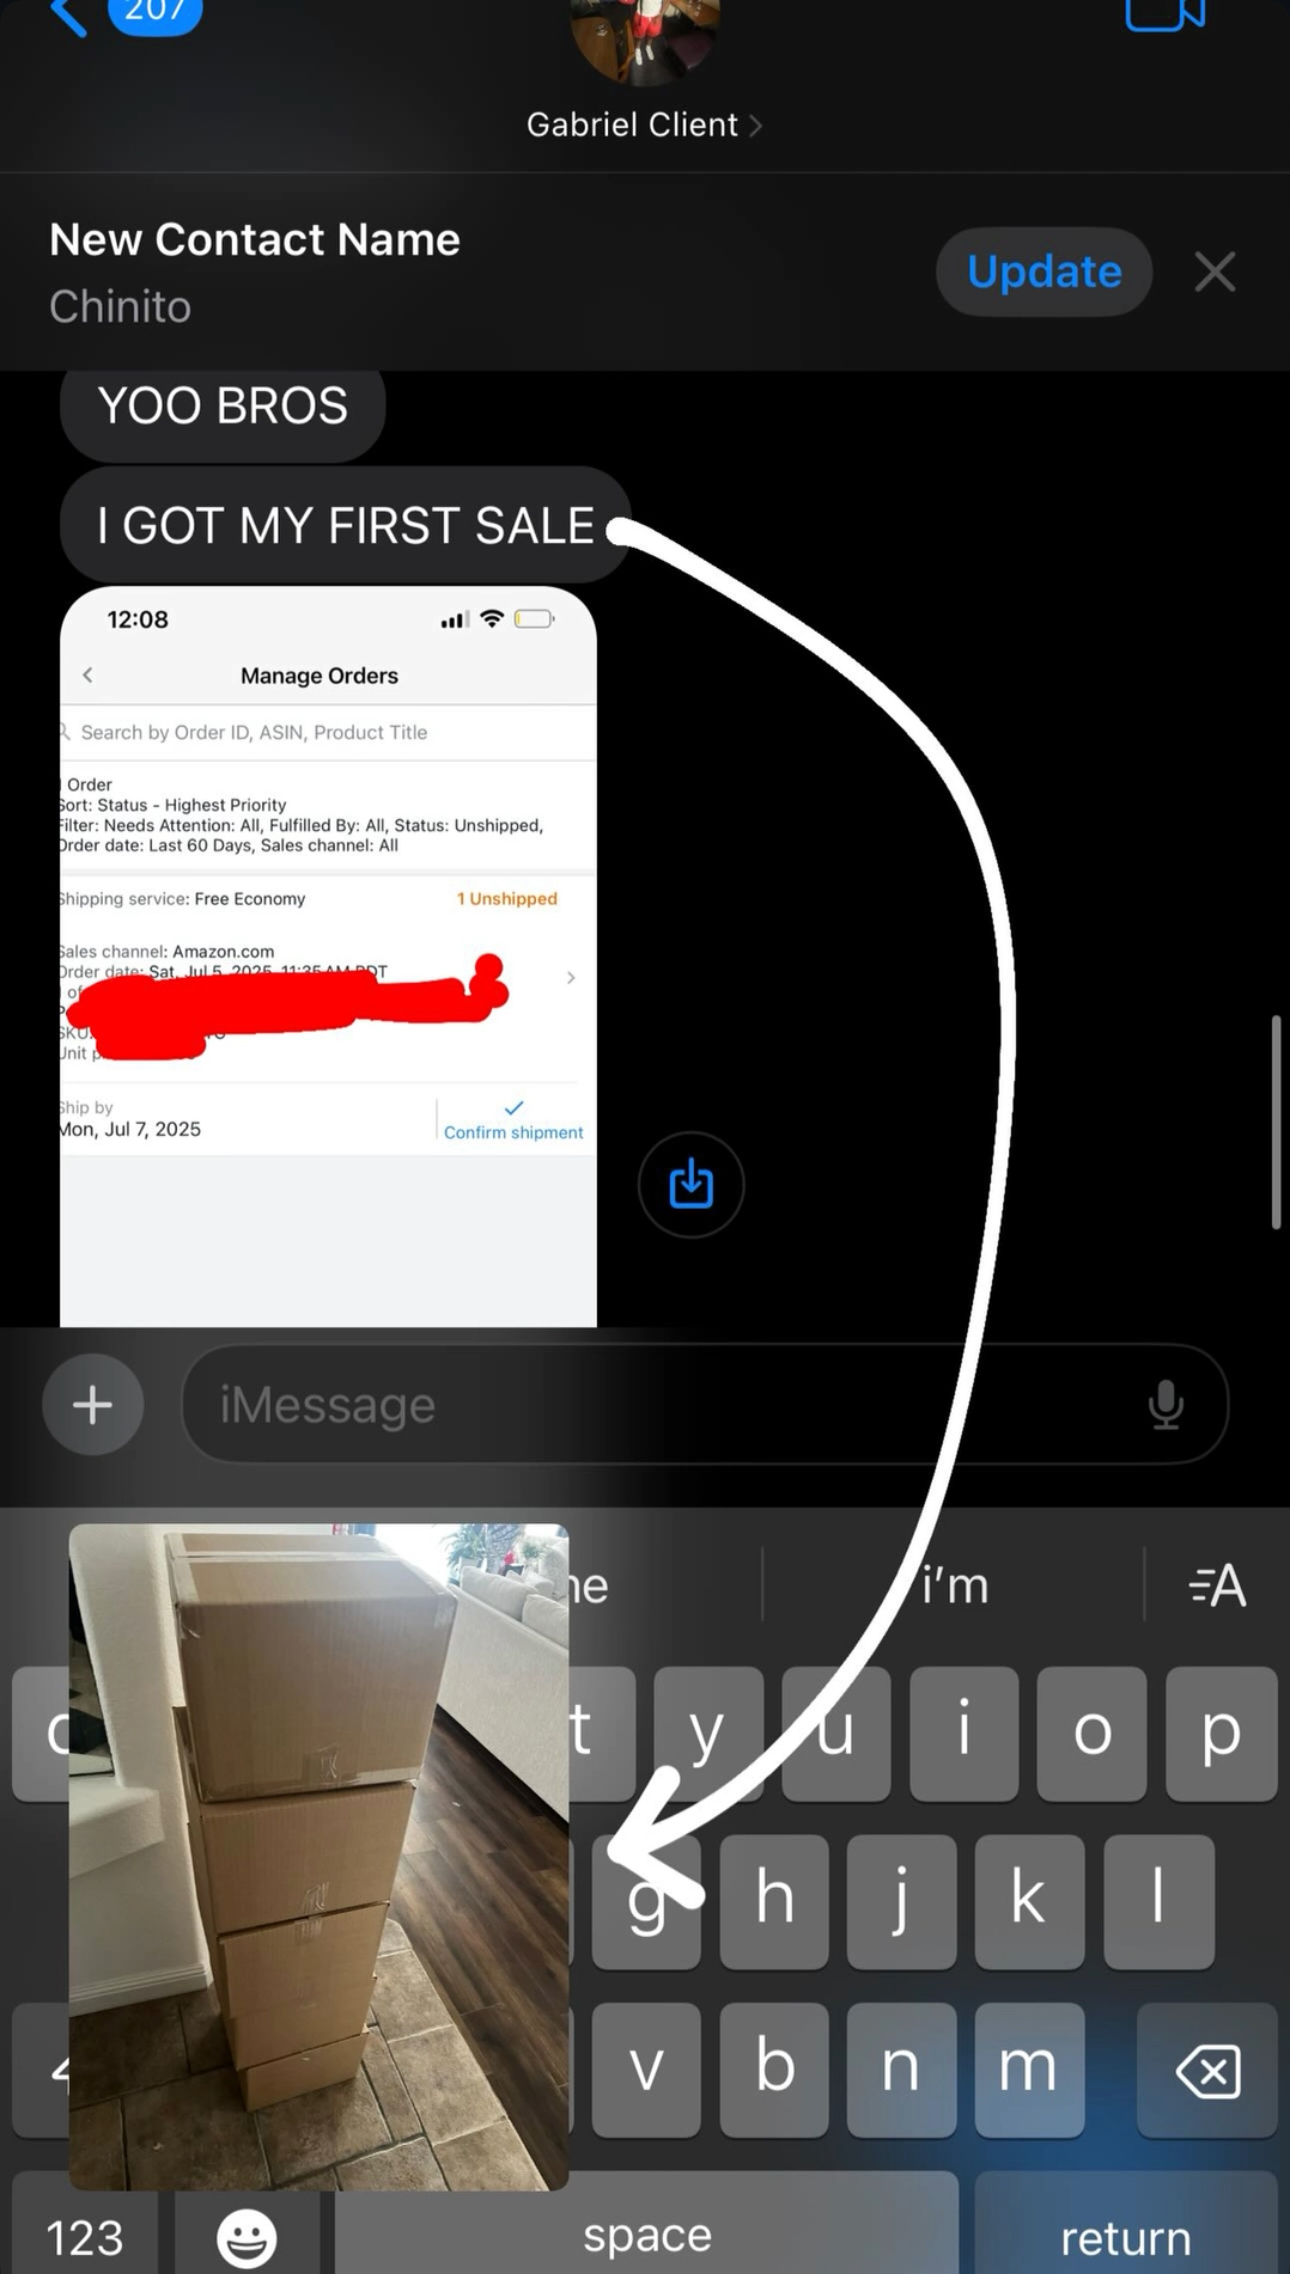 207
Gabriel Client
New Contact Name
Chinito
Update
YOO BROS
I GOT MY FIRST SALE
12:08
Manage Orders
Search by Order ID, ASIN, Product Title
Order
Sort: Status - Highest Priority
Filter: Needs Attention: All, Fulfilled By: All, Status: Unshipped,
Order date: Last 60 Days, Sales channel: All
Shipping service: Free Economy
1 Unshipped
Sales channel: Amazon.com
Order date: Sat, Jul 5, 2025, 11:35 AM PDT
of
SKU:
Unit
Ship by
Mon, Jul 7, 2025
Confirm shipment
iMessage
i'm
t y u i o p
g h j k l
v b n m
123
space
return